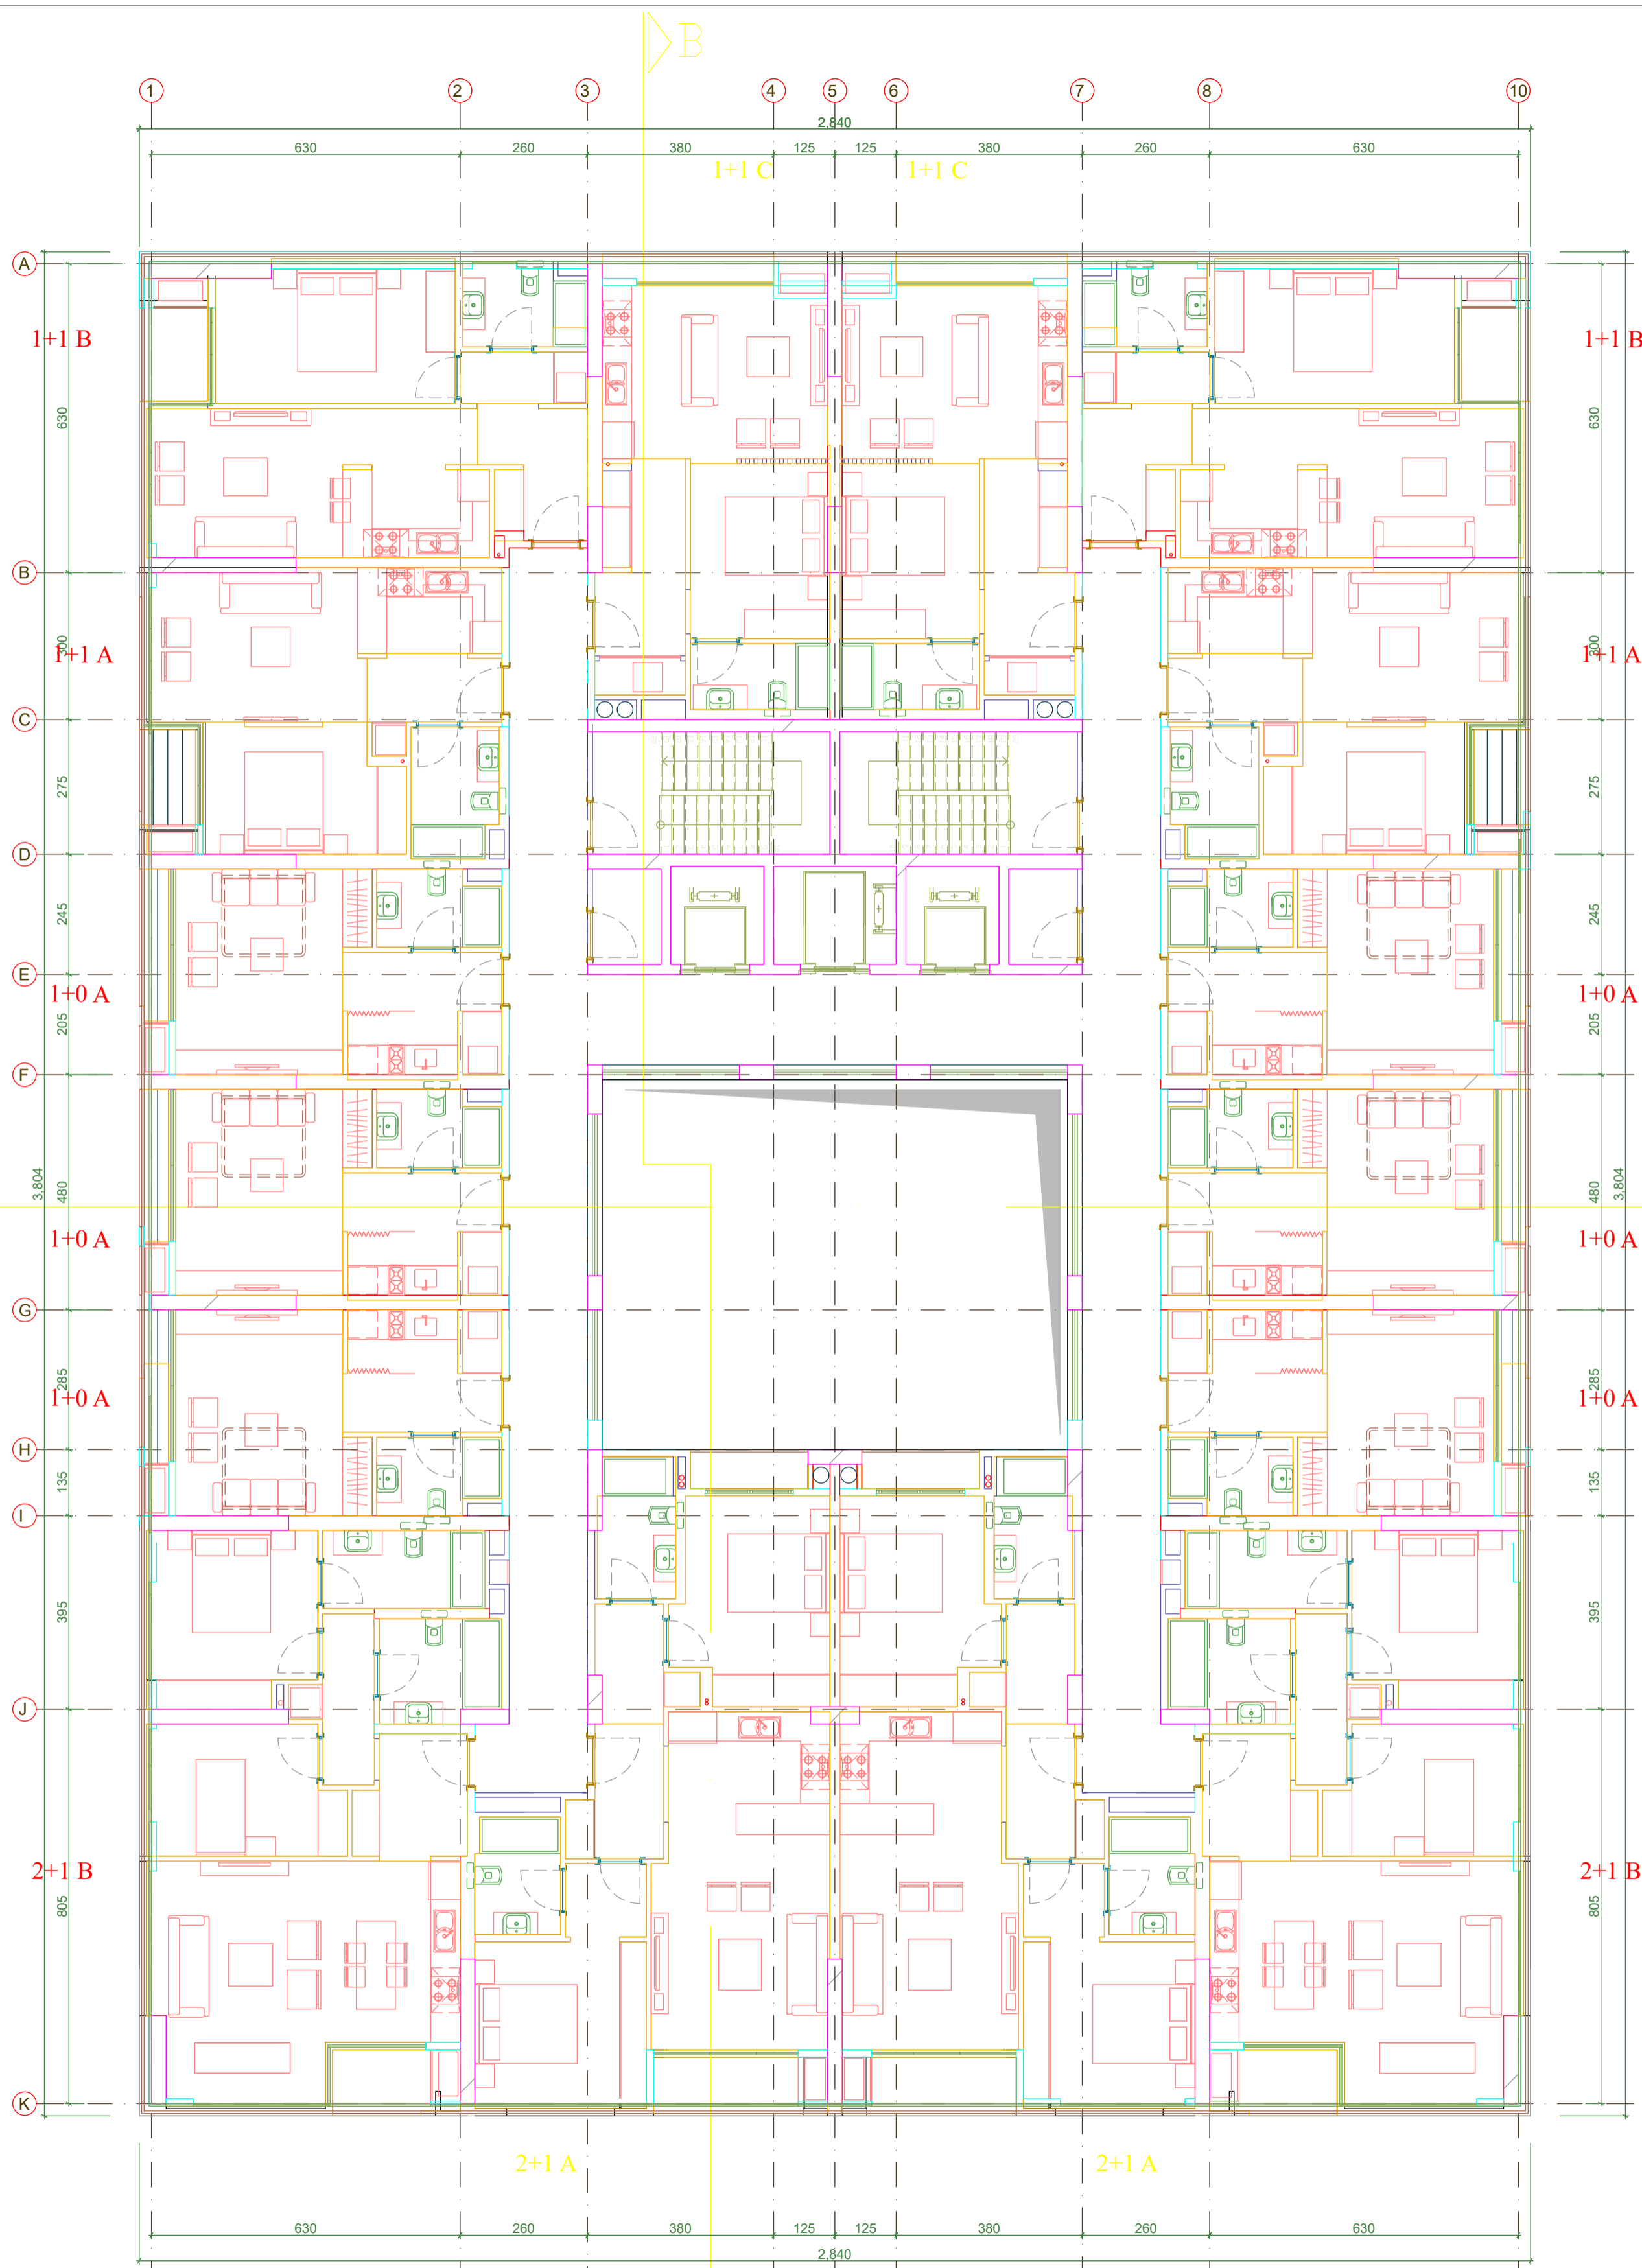 B
1 2 3 4 5 6 7 8 10
2,840
630 260 380 125 125 380 260 630
1+1 C 1+1 C
A
1+1 B 1+1 B
630 630
B
300 300
1+1 A 1+1 A
C
275 275
D
245 245
E
1+0 A 1+0 A
205 205
F
3,804 480 480 3,804
1+0 A 1+0 A
G
285 285
1+0 A 1+0 A
H
135 135
I
395 395
J
2+1 B 2+1 B
805 805
K
2+1 A 2+1 A
630 260 380 125 125 380 260 630
2,840